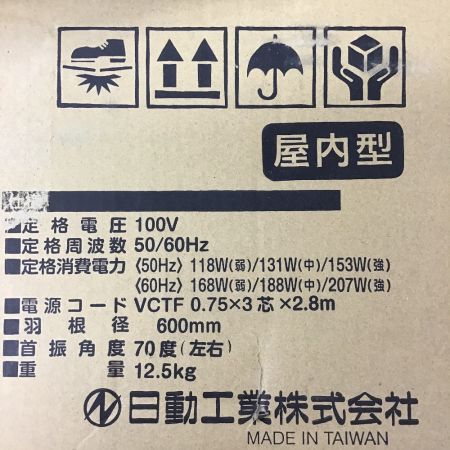 屋内型
■定格電圧 100V
■定格周波数 50/60Hz
■定格消費電力〈50Hz〉118W(弱)/131W(中)/153W(強)
〈60Hz〉168W(弱)/188W(中)/207W(強)
■電源コード VCTF 0.75×3芯×2.8m
■羽根径 600mm
■首振角度 70度(左右)
■重量 12.5kg
日動工業株式会社
MADE IN TAIWAN